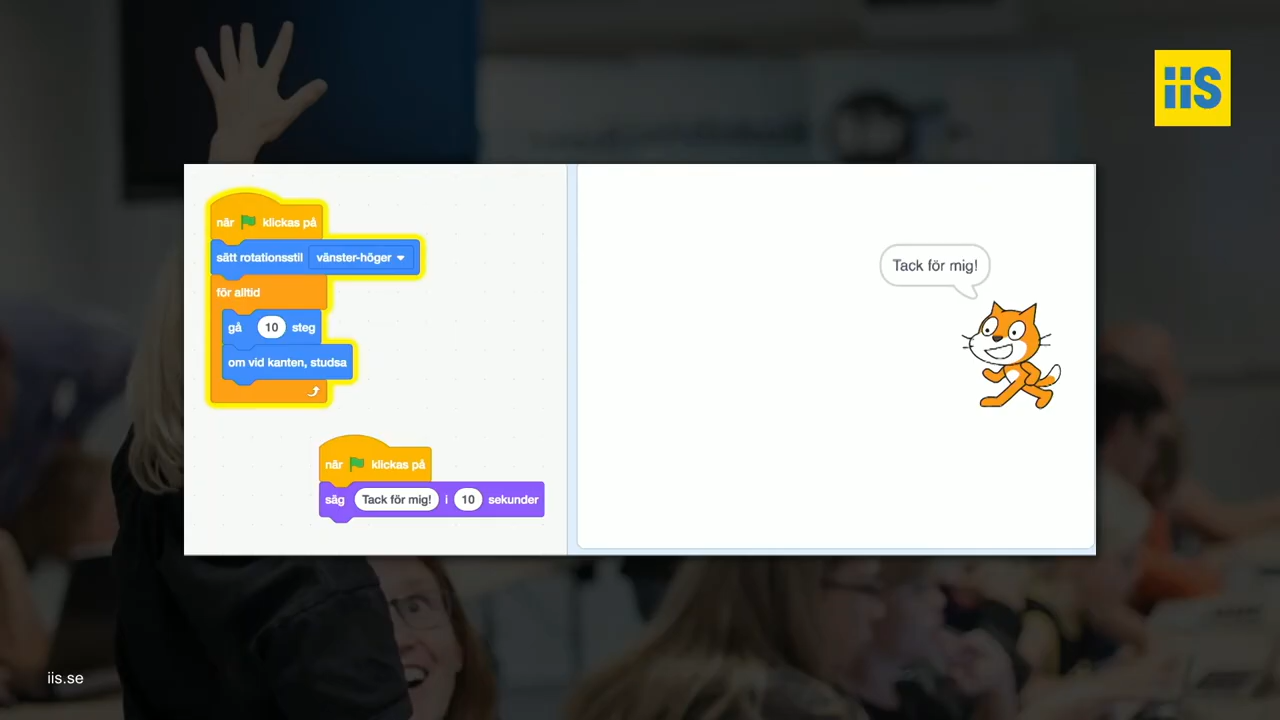 iis
när klickas på
sätt rotationsstil vänster-höger
för alltid
gå 10 steg
om vid kanten, studsa
när klickas på
säg Tack för mig! i 10 sekunder
Tack för mig!
iis.se